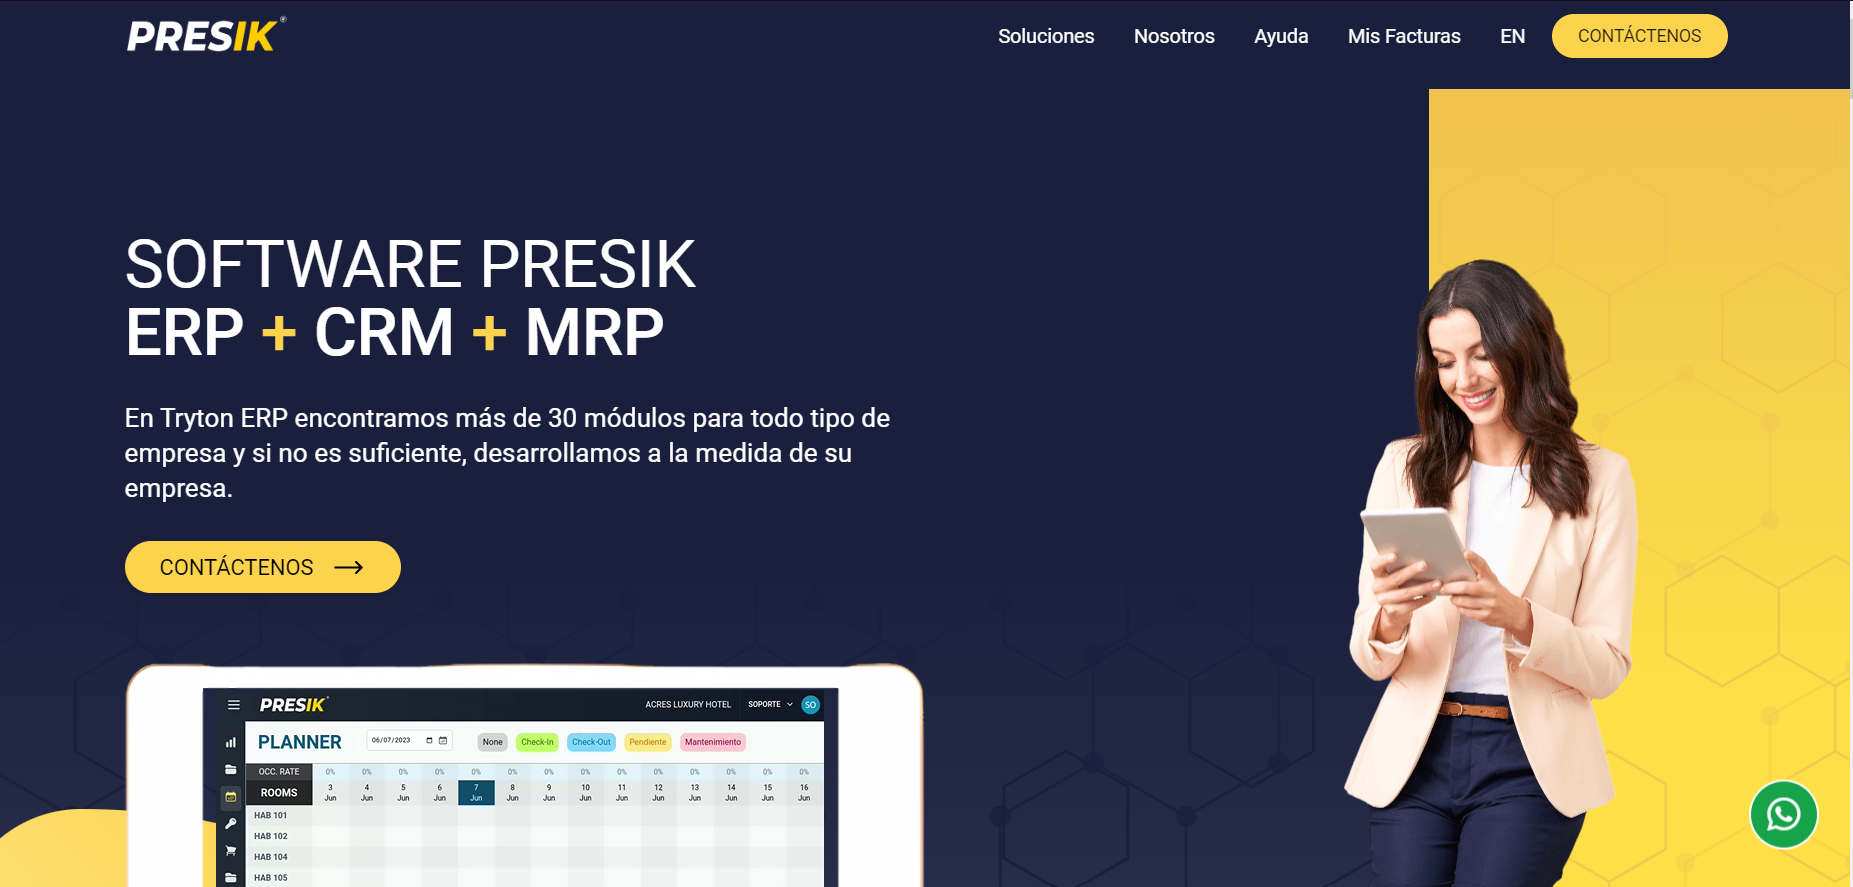 PRESIK®
Soluciones Nosotros Ayuda Mis Facturas EN CONTÁCTENOS
SOFTWARE PRESIK
ERP + CRM + MRP
En Tryton ERP encontramos más de 30 módulos para todo tipo de
empresa y si no es suficiente, desarrollamos a la medida de su
empresa.
CONTÁCTENOS →
PRESIK ACRES LUXURY HOTEL SOPORTE SO
PLANNER 06/07/2023 None Check-In Check-Out Pendiente Mantenimiento
OCC. RATE 0% 0% 0% 0% 0% 0% 0% 0% 0% 0% 0% 0% 0% 0%
ROOMS 3 4 5 6 7 8 9 10 11 12 13 14 15 16
Jun Jun Jun Jun Jun Jun Jun Jun Jun Jun Jun Jun Jun Jun
HAB 101
HAB 102
HAB 104
HAB 105